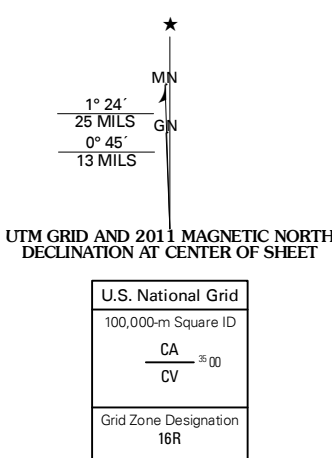 ★
MN
1° 24´
25 MILS
GN
0° 45´
13 MILS
UTM GRID AND 2011 MAGNETIC NORTH
DECLINATION AT CENTER OF SHEET
U.S. National Grid
100,000-m Square ID
CA
35 00
CV
Grid Zone Designation
16R